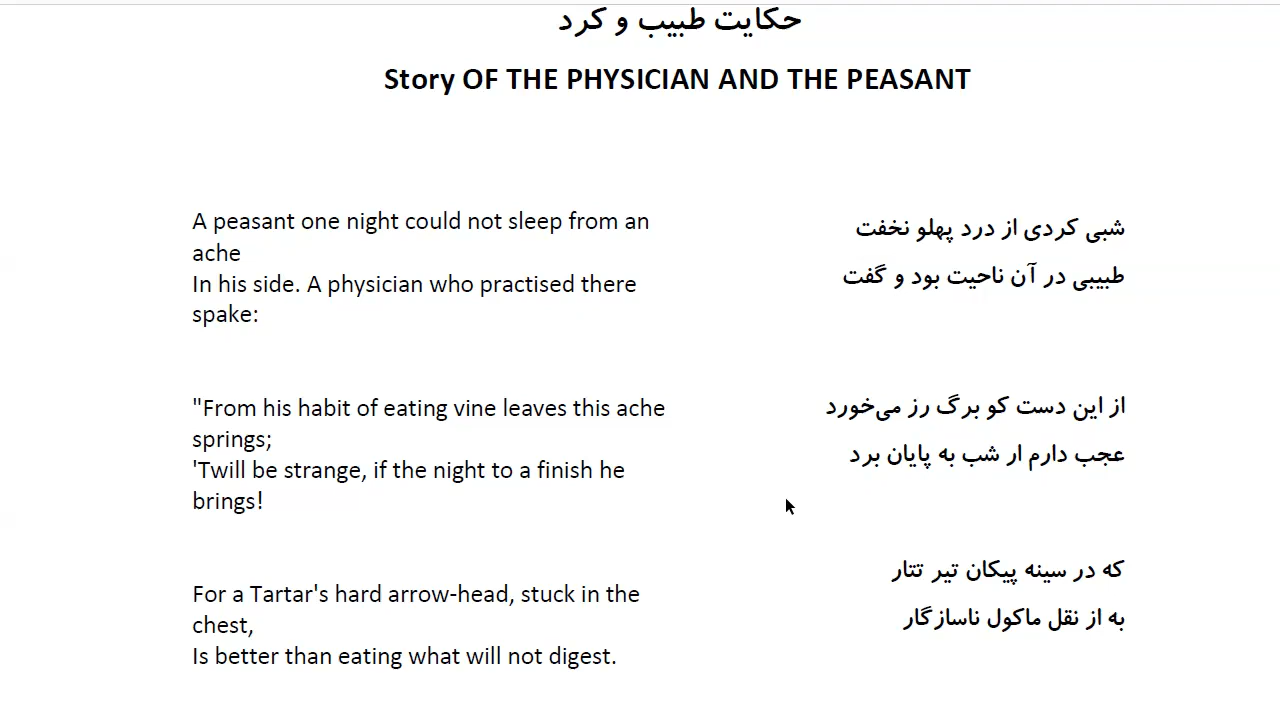 حکایت طبیب و کرد
Story OF THE PHYSICIAN AND THE PEASANT
A peasant one night could not sleep from an
ache
In his side. A physician who practised there
spake:
شبی کردی از درد پهلو نخفت
طبیبی در آن ناحیت بود و گفت
"From his habit of eating vine leaves this ache
springs;
'Twill be strange, if the night to a finish he
brings!
از این دست کو برگ رز می‌خورد
عجب دارم ار شب به پایان برد
For a Tartar's hard arrow-head, stuck in the
chest,
Is better than eating what will not digest.
که در سینه پیکان تیر تتار
به از نقل ماکول ناسازگار